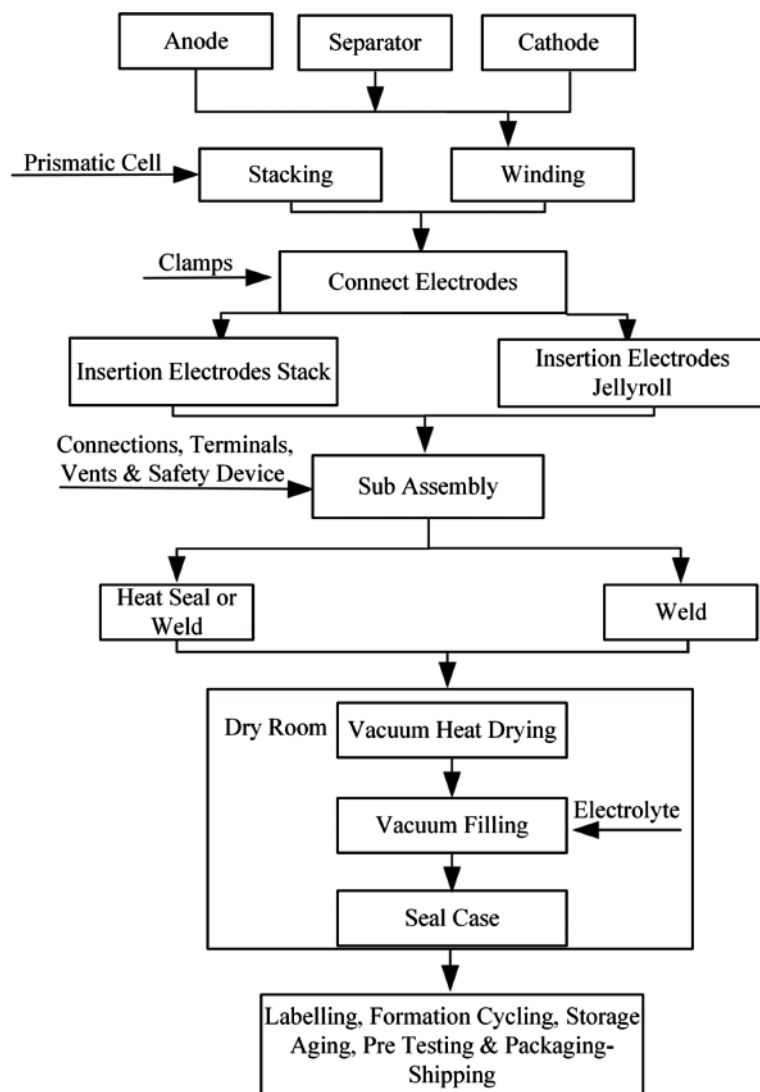 Anode
Separator
Cathode
Prismatic Cell
Stacking
Winding
Clamps
Connect Electrodes
Insertion Electrodes Stack
Insertion Electrodes
Jellyroll
Connections, Terminals,
Vents & Safety Device
Sub Assembly
Heat Seal or
Weld
Weld
Dry Room
Vacuum Heat Drying
Vacuum Filling
Electrolyte
Seal Case
Labelling, Formation Cycling, Storage
Aging, Pre Testing & Packaging-
Shipping